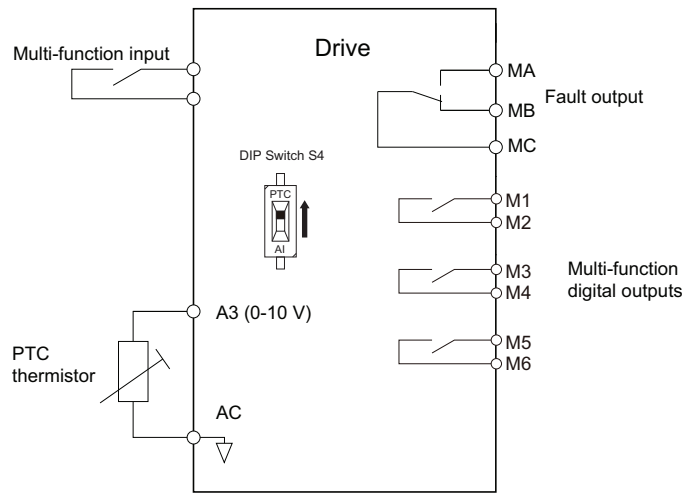 Drive
Multi-function input
MA
Fault output
MB
MC
DIP Switch S4
PTC
AI
M1
M2
M3
Multi-function
M4
digital outputs
A3 (0-10 V)
M5
M6
PTC
thermistor
AC